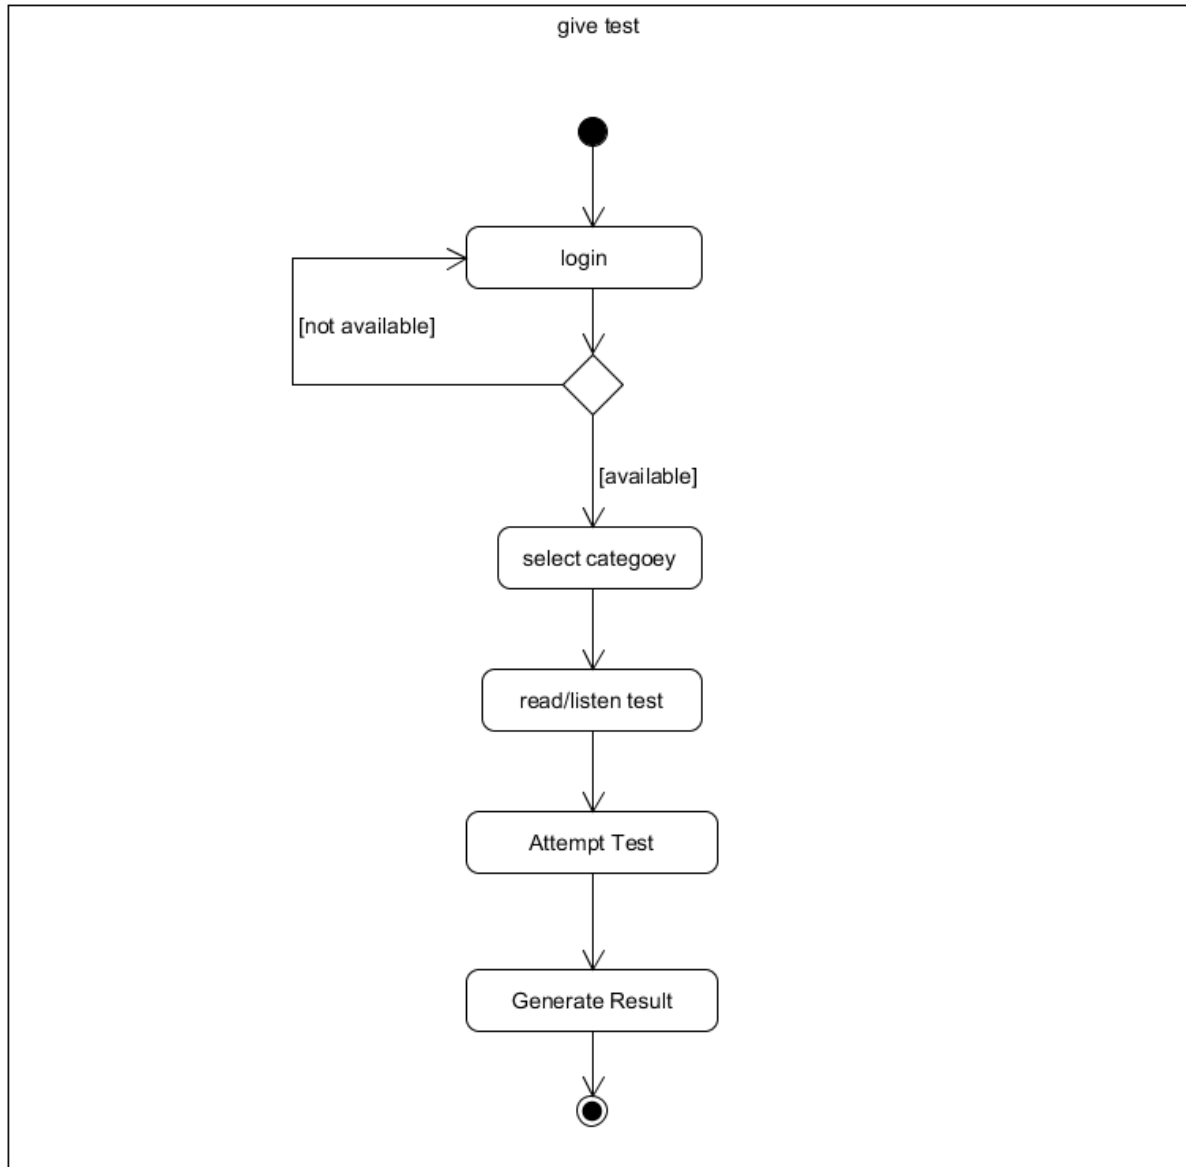 give test
login
[not available]
[available]
select categoey
read/listen test
Attempt Test
Generate Result